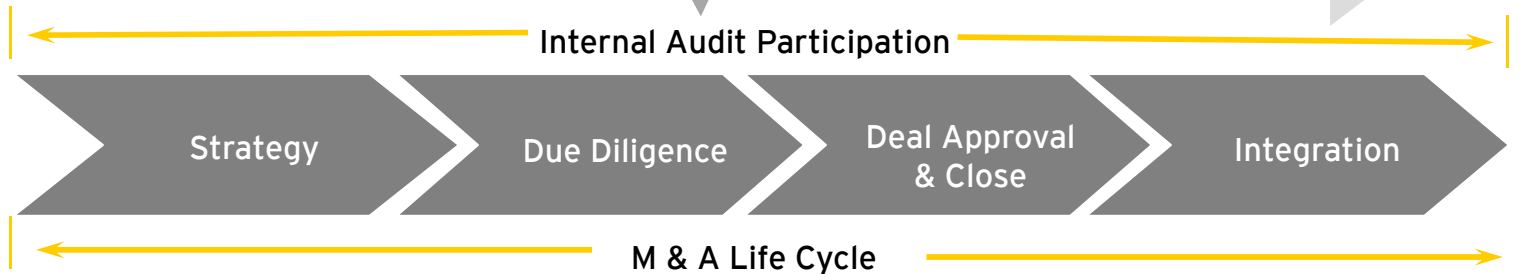 Internal Audit Participation
Strategy
Due Diligence
Deal Approval
& Close
Integration
M & A Life Cycle